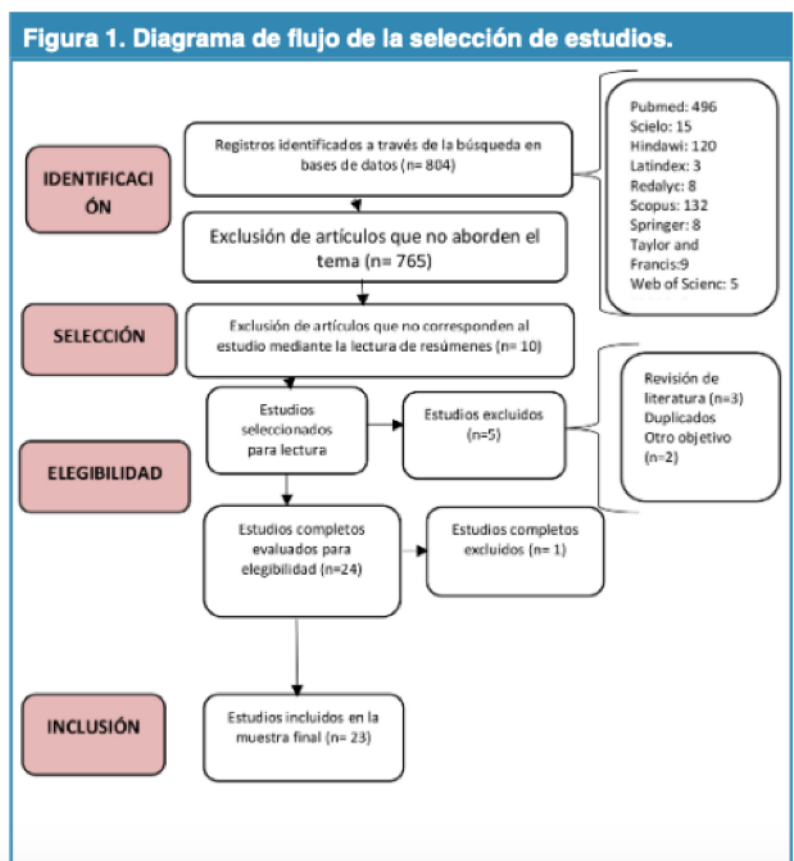 Figura 1. Diagrama de flujo de la selección de estudios.
IDENTIFICACI
ÓN
Registros identificados a través de la búsqueda en
bases de datos (n= 804)
Pubmed: 496
Scielo: 15
Hindawi: 120
Latindex: 3
Redalyc: 8
Scopus: 132
Springer: 8
Taylor and
Francis:9
Web of Scienc: 5
Exclusión de artículos que no aborden el
tema (n= 765)
SELECCIÓN
Exclusión de artículos que no corresponden al
estudio mediante la lectura de resúmenes (n= 10)
ELEGIBILIDAD
Estudios
seleccionados
para lectura
Estudios excluidos
(n=5)
Revisión de
literatura (n=3)
Duplicados
Otro objetivo
(n=2)
Estudios completos
evaluados para
elegibilidad (n=24)
Estudios completos
excluidos (n= 1)
INCLUSIÓN
Estudios incluidos en la
muestra final (n= 23)